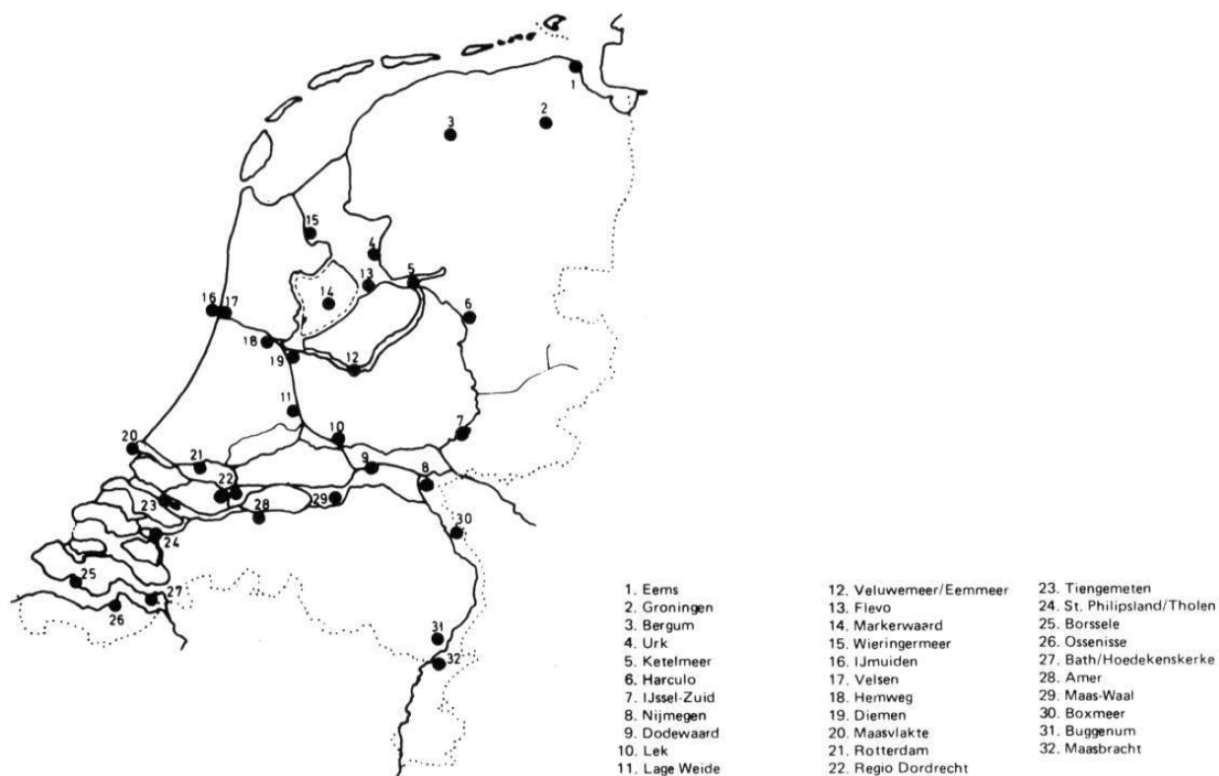 1
2
3
15
4
5
13
14
6
16
17
18
19
12
11
10
7
20
21
9
8
22
23
29
28
24
30
25
27
26
31
32
1. Eems
2. Groningen
3. Bergum
4. Urk
5. Ketelmeer
6. Harculo
7. IJssel-Zuid
8. Nijmegen
9. Dodewaard
10. Lek
11. Lage Weide
12. Veluwemeer/Eemmeer
13. Flevo
14. Markerwaard
15. Wieringermeer
16. IJmuiden
17. Velsen
18. Hemweg
19. Diemen
20. Maasvlakte
21. Rotterdam
22. Regio Dordrecht
23. Tiengemeten
24. St. Philipsland/Tholen
25. Borssele
26. Ossenisse
27. Bath/Hoedekenskerke
28. Amer
29. Maas-Waal
30. Boxmeer
31. Buggenum
32. Maasbracht